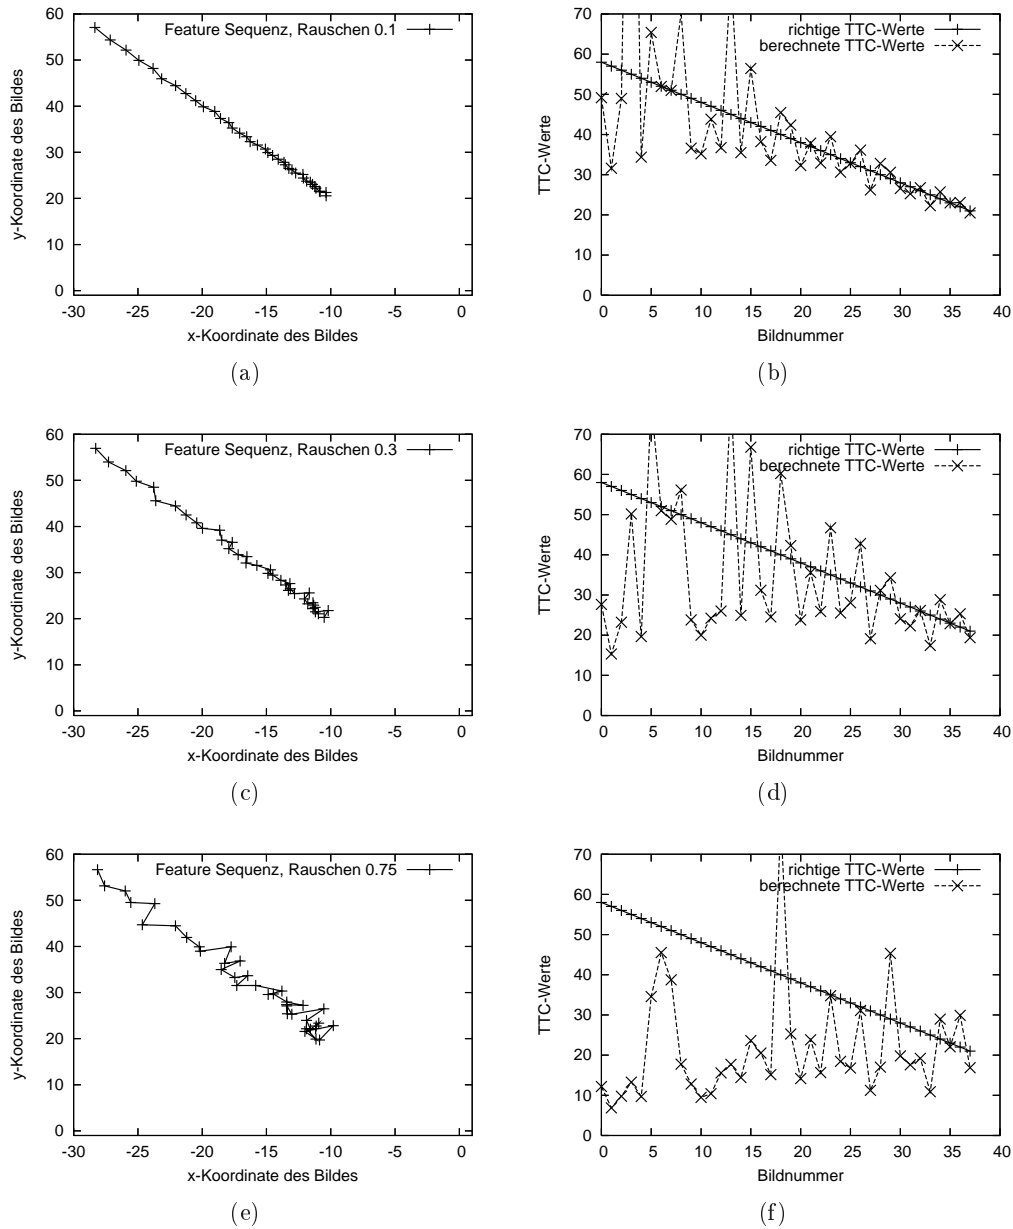 60
50
40
30
20
10
0
-30 -25 -20 -15 -10 -5 0
y-Koordinate des Bildes
x-Koordinate des Bildes
Feature Sequenz, Rauschen 0.1
(a)
70
60
50
40
30
20
10
0
0 5 10 15 20 25 30 35 40
TTC-Werte
Bildnummer
richtige TTC-Werte
berechnete TTC-Werte
(b)
60
50
40
30
20
10
0
-30 -25 -20 -15 -10 -5 0
y-Koordinate des Bildes
x-Koordinate des Bildes
Feature Sequenz, Rauschen 0.3
(c)
70
60
50
40
30
20
10
0
0 5 10 15 20 25 30 35 40
TTC-Werte
Bildnummer
richtige TTC-Werte
berechnete TTC-Werte
(d)
60
50
40
30
20
10
0
-30 -25 -20 -15 -10 -5 0
y-Koordinate des Bildes
x-Koordinate des Bildes
Feature Sequenz, Rauschen 0.75
(e)
70
60
50
40
30
20
10
0
0 5 10 15 20 25 30 35 40
TTC-Werte
Bildnummer
richtige TTC-Werte
berechnete TTC-Werte
(f)